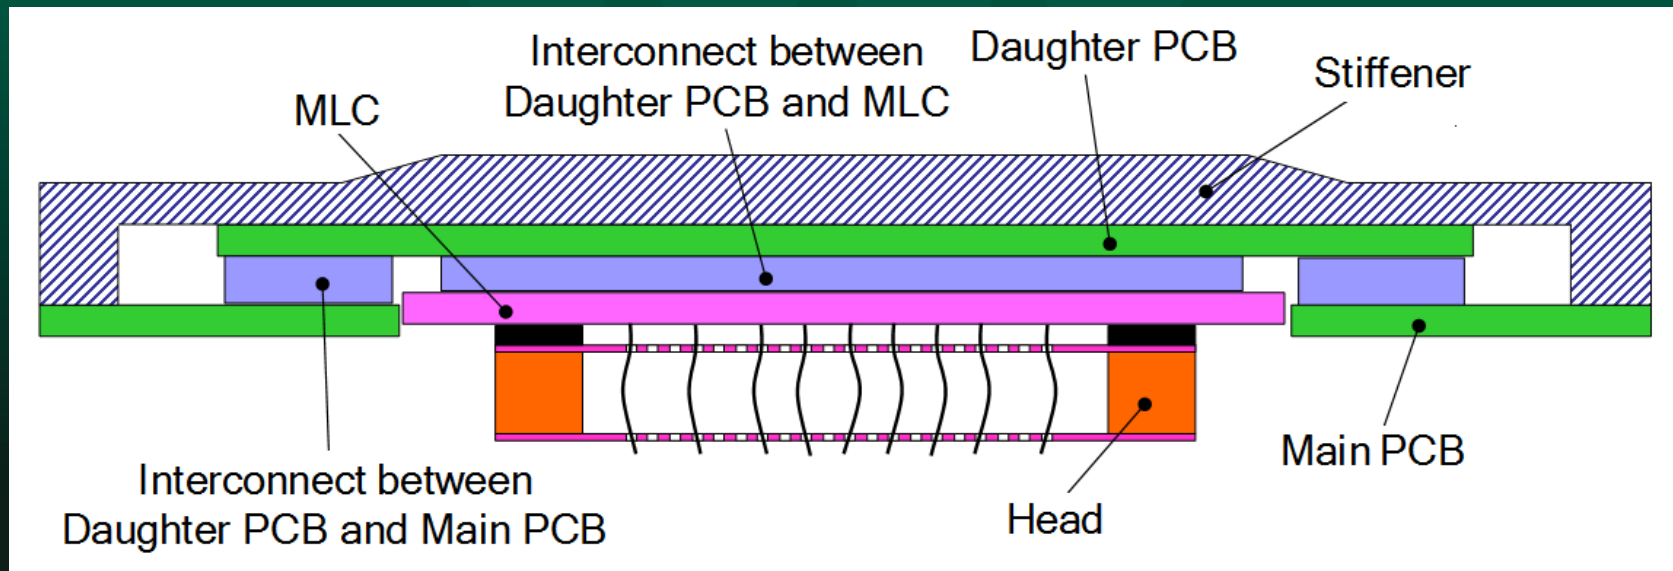 Interconnect between
Daughter PCB and MLC
Daughter PCB
Stiffener
MLC
Interconnect between
Daughter PCB and Main PCB
Head
Main PCB